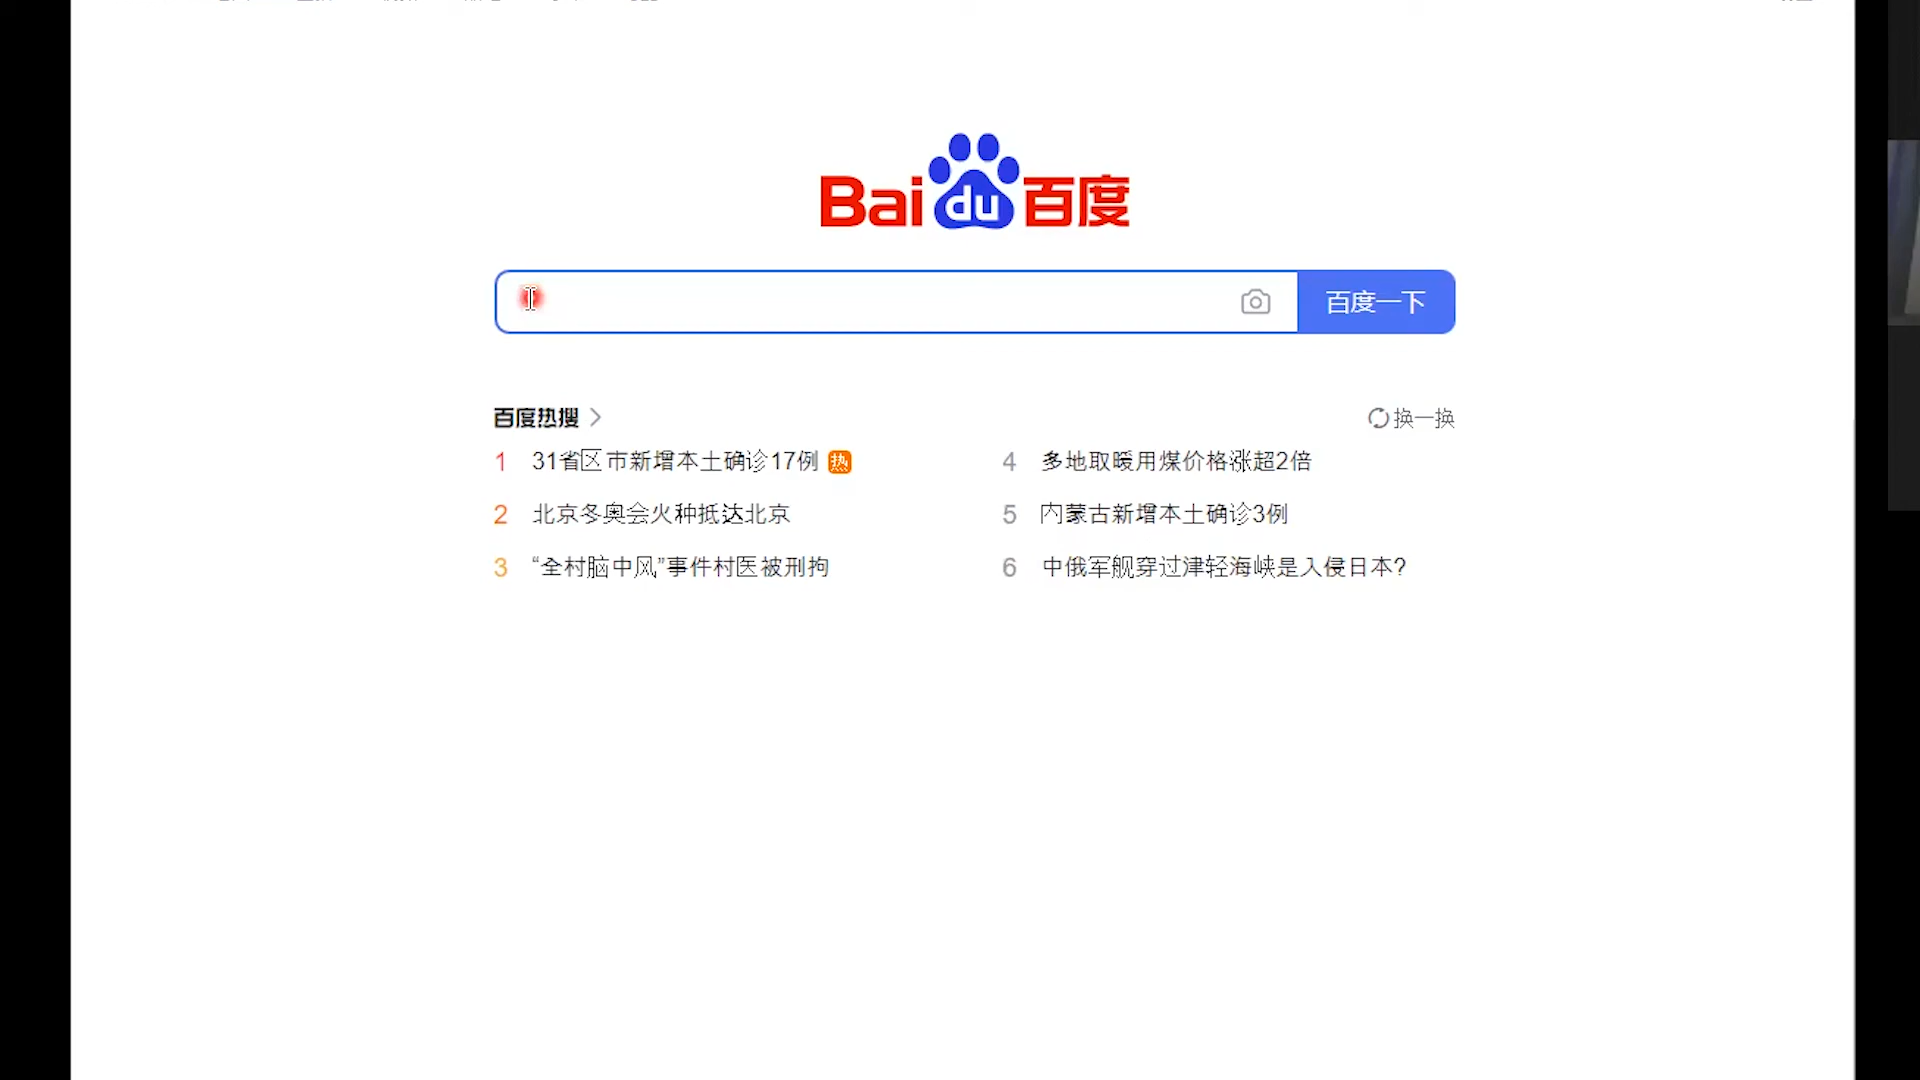 Baidu百度
百度一下
百度热搜
换一换
1 31省区市新增本土确诊17例 热
2 北京冬奥会火种抵达北京
3 “全村脑中风”事件村医被刑拘
4 多地取暖用煤价格涨超2倍
5 内蒙古新增本土确诊3例
6 中俄军舰穿过津轻海峡是入侵日本?